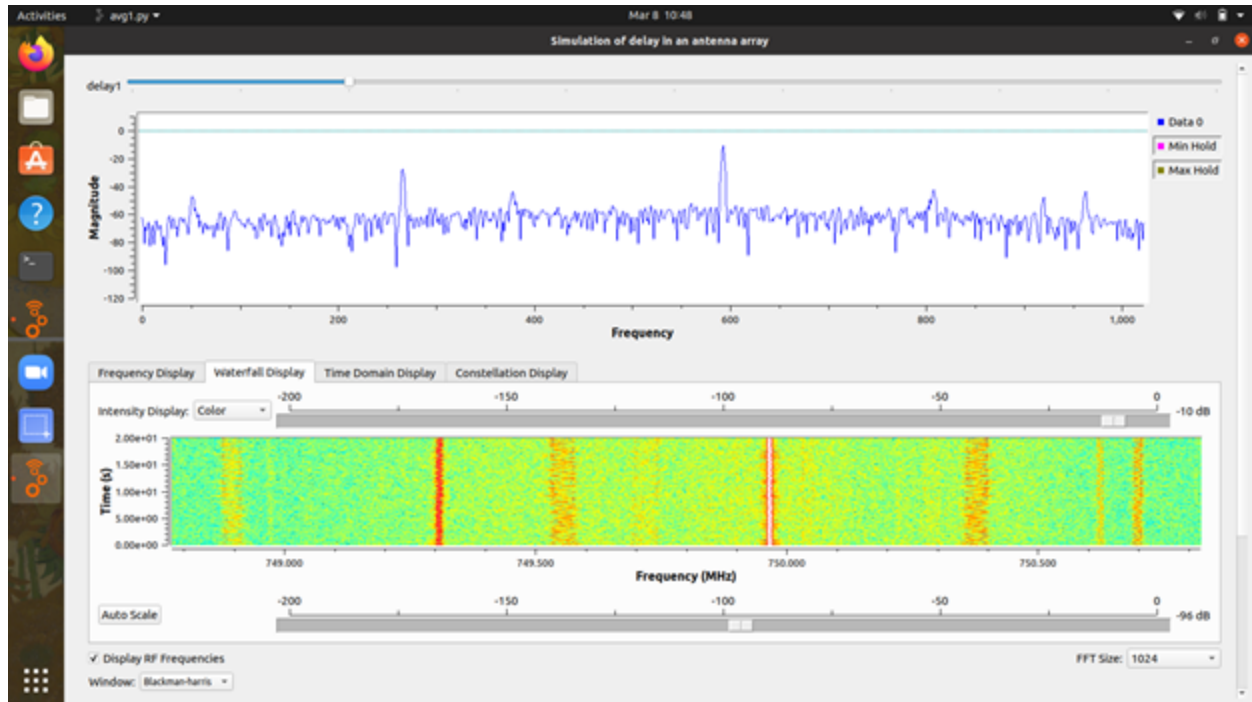 Activities avg1.py Mar 8 10:48
Simulation of delay in an antenna array
delay1
Data 0
Min Hold
Max Hold
Magnitude
0
-20
-40
-60
-80
-100
-120
0 200 400 600 800 1,000
Frequency
Frequency Display Waterfall Display Time Domain Display Constellation Display
-200 -150 -100 -50 0
Intensity Display: Color -10 dB
Time (s)
2.00e+01
1.50e+01
1.00e+01
5.00e+00
0.00e+00
749.000 749.500 750.000 750.500
Frequency (MHz)
-200 -150 -100 -50 0
Auto Scale -96 dB
Display RF Frequencies FFT Size: 1024
Window: Blackman-harris